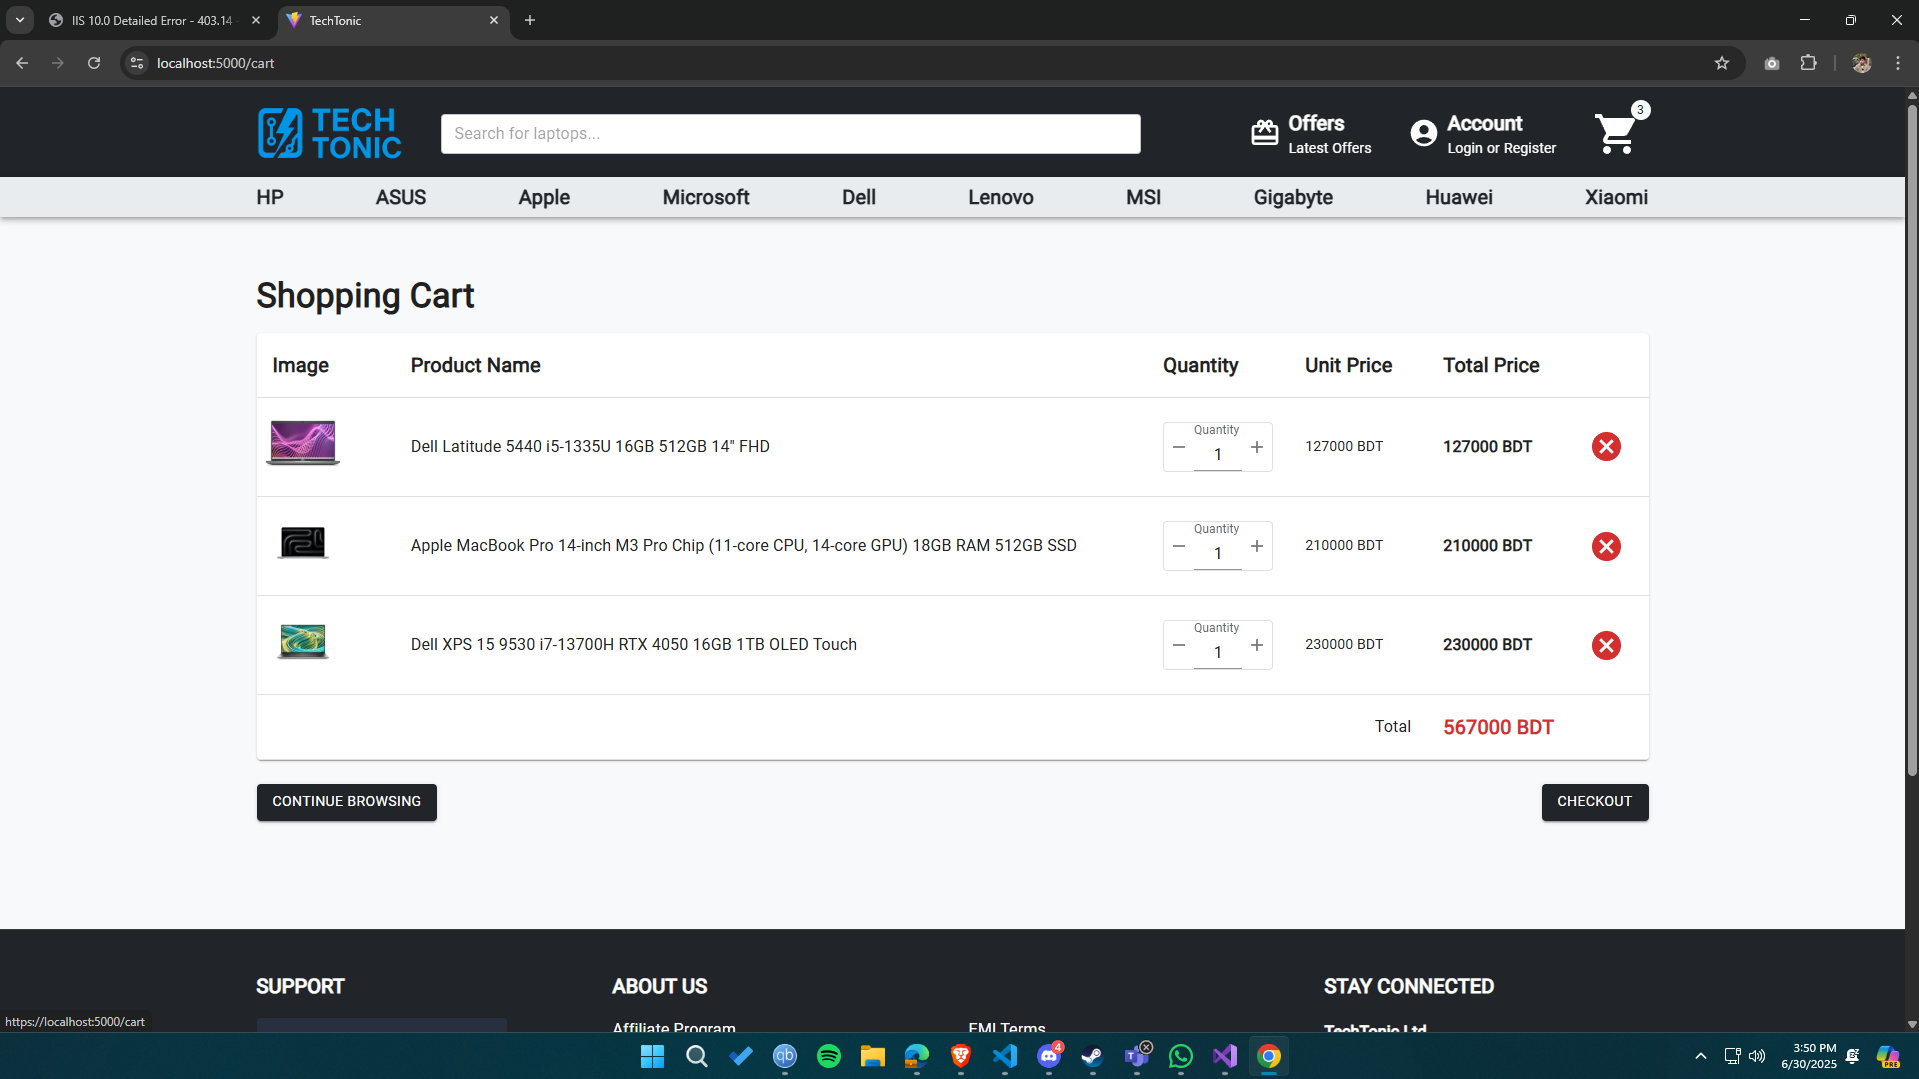 IIS 10.0 Detailed Error - 403.14
TechTonic
localhost:5000/cart
TECH
TONIC
Search for laptops...
Offers
Latest Offers
Account
Login or Register
3
HP ASUS Apple Microsoft Dell Lenovo MSI Gigabyte Huawei Xiaomi
Shopping Cart
Image Product Name Quantity Unit Price Total Price
Quantity
Dell Latitude 5440 i5-1335U 16GB 512GB 14" FHD 1 127000 BDT 127000 BDT
Quantity
Apple MacBook Pro 14-inch M3 Pro Chip (11-core CPU, 14-core GPU) 18GB RAM 512GB SSD 1 210000 BDT 210000 BDT
Quantity
Dell XPS 15 9530 i7-13700H RTX 4050 16GB 1TB OLED Touch 1 230000 BDT 230000 BDT
Total 567000 BDT
CONTINUE BROWSING CHECKOUT
SUPPORT ABOUT US STAY CONNECTED
Affiliate Program EMI Terms TechTonic Ltd
https://localhost:5000/cart
qb
4
T
3:50 PM
6/30/2025
PRE